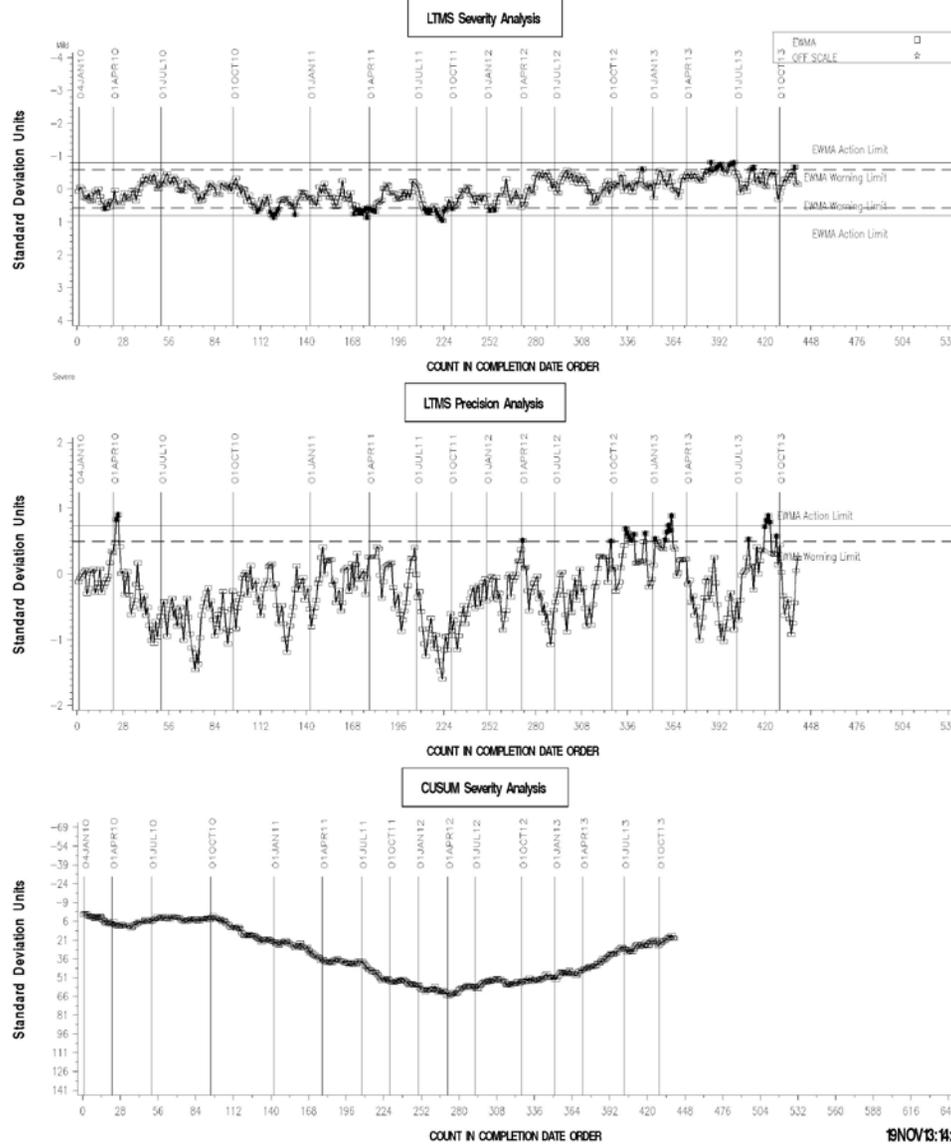 LTMS Severity Analysis
Mild
EWMA
OFF SCALE
04JAN10 01APR10 01JUL10 01OCT10 01JAN11 01APR11 01JUL11 01OCT11 01JAN12 01APR12 01JUL12 01OCT12 01JAN13 01APR13 01JUL13 01OCT13
Standard Deviation Units
-4
-3
-2
-1
0
1
2
3
4
EWMA Action Limit
EWMA Warning Limit
EWMA Warning Limit
EWMA Action Limit
0 28 56 84 112 140 168 196 224 252 280 308 336 364 392 420 448 476 504
COUNT IN COMPLETION DATE ORDER
Severe
LTMS Precision Analysis
04JAN10 01APR10 01JUL10 01OCT10 01JAN11 01APR11 01JUL11 01OCT11 01JAN12 01APR12 01JUL12 01OCT12 01JAN13 01APR13 01JUL13 01OCT13
Standard Deviation Units
2
1
0
-1
-2
EWMA Action Limit
EWMA Warning Limit
0 28 56 84 112 140 168 196 224 252 280 308 336 364 392 420 448 476 504
COUNT IN COMPLETION DATE ORDER
CUSUM Severity Analysis
04JAN10 01APR10 01JUL10 01OCT10 01JAN11 01APR11 01JUL11 01OCT11 01JAN12 01APR12 01JUL12 01OCT12 01JAN13 01APR13 01JUL13 01OCT13
Standard Deviation Units
-69
-54
-39
-24
-9
6
21
36
51
66
81
96
111
126
141
0 28 56 84 112 140 168 196 224 252 280 308 336 364 392 420 448 476 504 532 560 588 616
COUNT IN COMPLETION DATE ORDER
19NOV13:14: